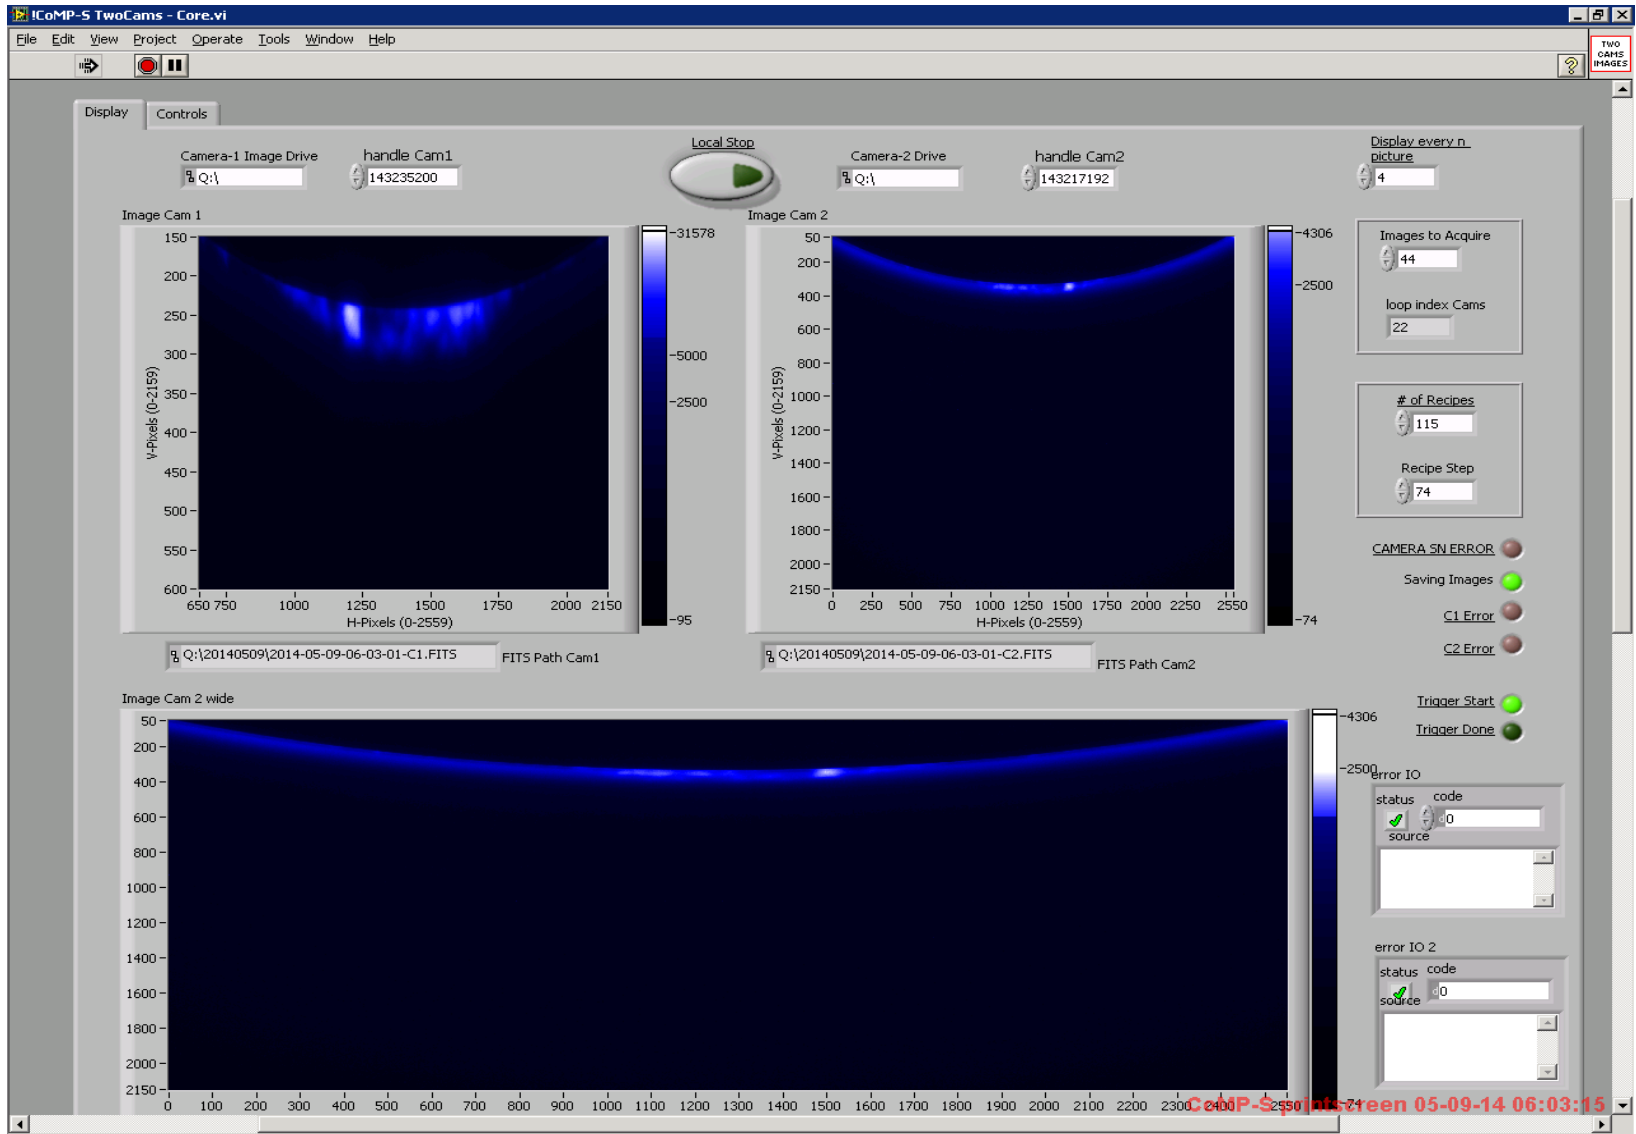 !CoMP-S TwoCams - Core.vi
File Edit View Project Operate Tools Window Help
TWO
CAMS
IMAGES
Display Controls
Local Stop
Camera-1 Image Drive
Q:\
handle Cam1
143235200
Camera-2 Drive
Q:\
handle Cam2
143217192
Display every n
picture
4
Image Cam 1
31578
5000
2500
95
V-Pixels (0-2159)
150
200
250
300
350
400
450
500
550
600
650 750 1000 1250 1500 1750 2000 2150
H-Pixels (0-2559)
Image Cam 2
4306
2500
74
V-Pixels (0-2159)
50
200
400
600
800
1000
1200
1400
1600
1800
2000
2150
0 250 500 750 1000 1250 1500 1750 2000 2250 2550
H-Pixels (0-2559)
Images to Acquire
44
loop index Cams
22
# of Recipes
115
Recipe Step
74
CAMERA SN ERROR
Saving Images
C1 Error
C2 Error
Q:\20140509\2014-05-09-06-03-01-C1.FITS
FITS Path Cam1
Q:\20140509\2014-05-09-06-03-01-C2.FITS
FITS Path Cam2
Trigger Start
Trigger Done
Image Cam 2 wide
4306
2500
74
50
200
400
600
800
1000
1200
1400
1600
1800
2000
2150
0 100 200 300 400 500 600 700 800 900 1000 1100 1200 1300 1400 1500 1600 1700 1800 1900 2000 2100 2200 2300 2400 2550
error IO
status code
0
source
error IO 2
status code
0
source
CoMP-S printscreen 05-09-14 06:03:15